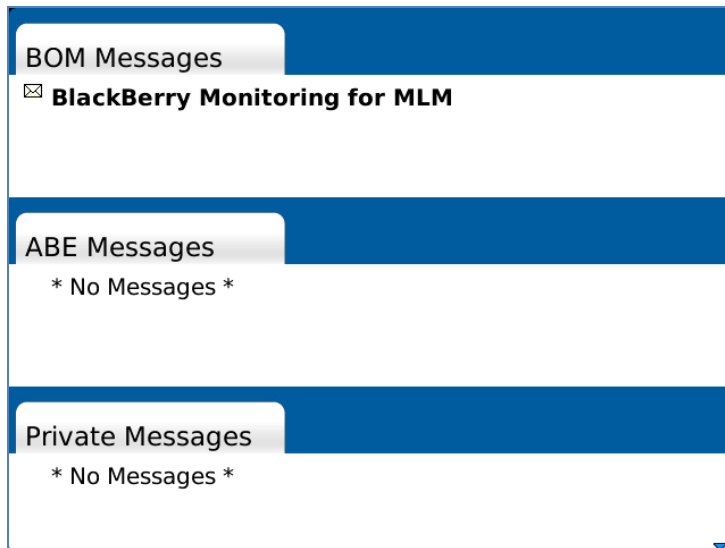 BOM Messages
BlackBerry Monitoring for MLM
ABE Messages
* No Messages *
Private Messages
* No Messages *